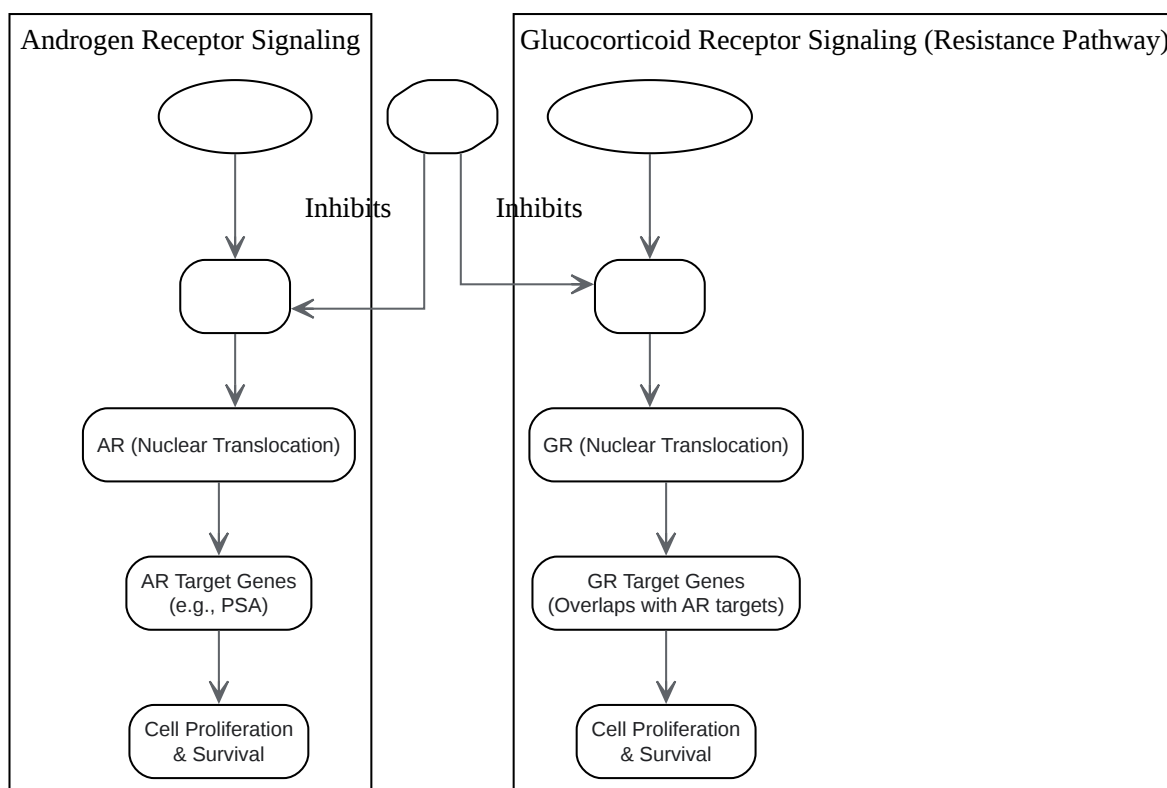 Androgen Receptor Signaling
Glucocorticoid Receptor Signaling (Resistance Pathway)
Inhibits
Inhibits
AR (Nuclear Translocation)
GR (Nuclear Translocation)
AR Target Genes
(e.g., PSA)
GR Target Genes
(Overlaps with AR targets)
Cell Proliferation
& Survival
Cell Proliferation
& Survival